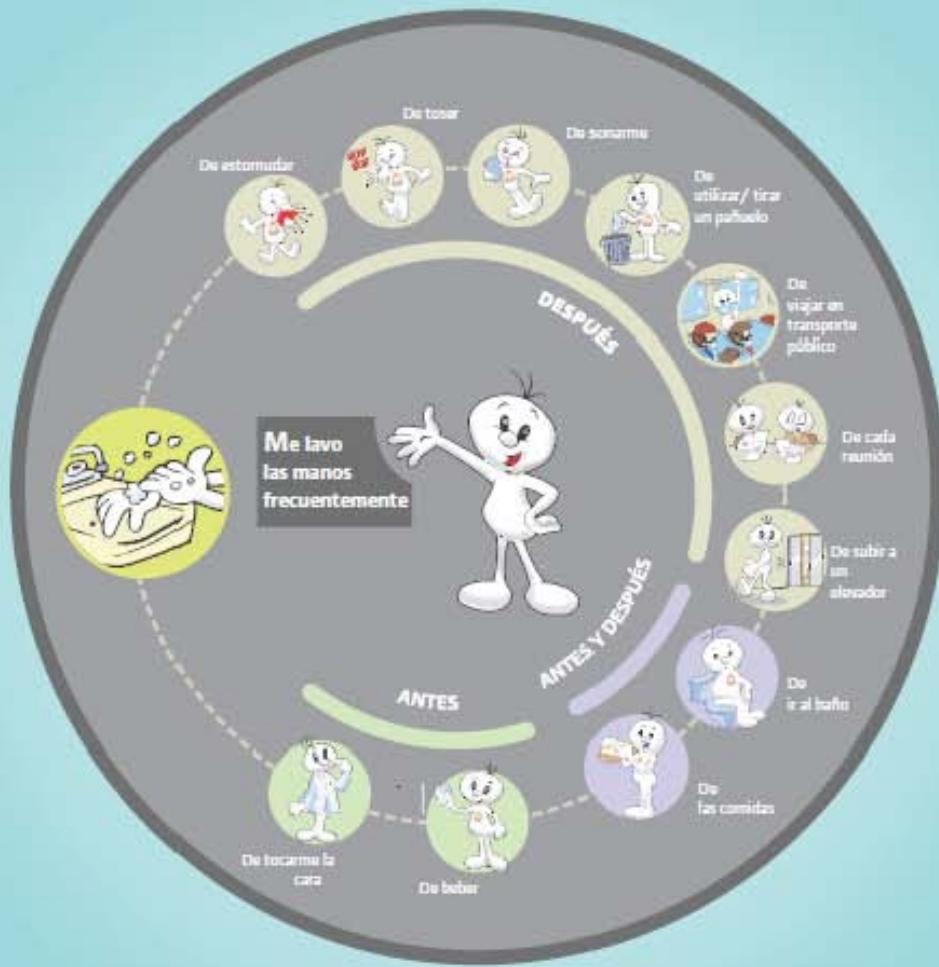 De estornudar
De toser
De sonarme
De
utilizar/ tirar
un pañuelo
De
viajar en
transporte
público
De cada
reunión
De subir a
un
elevador
De
ir al baño
De
las comidas
De beber
De tocarme la
cara
DESPUÉS
ANTES Y DESPUÉS
ANTES
Me lavo
las manos
frecuentemente